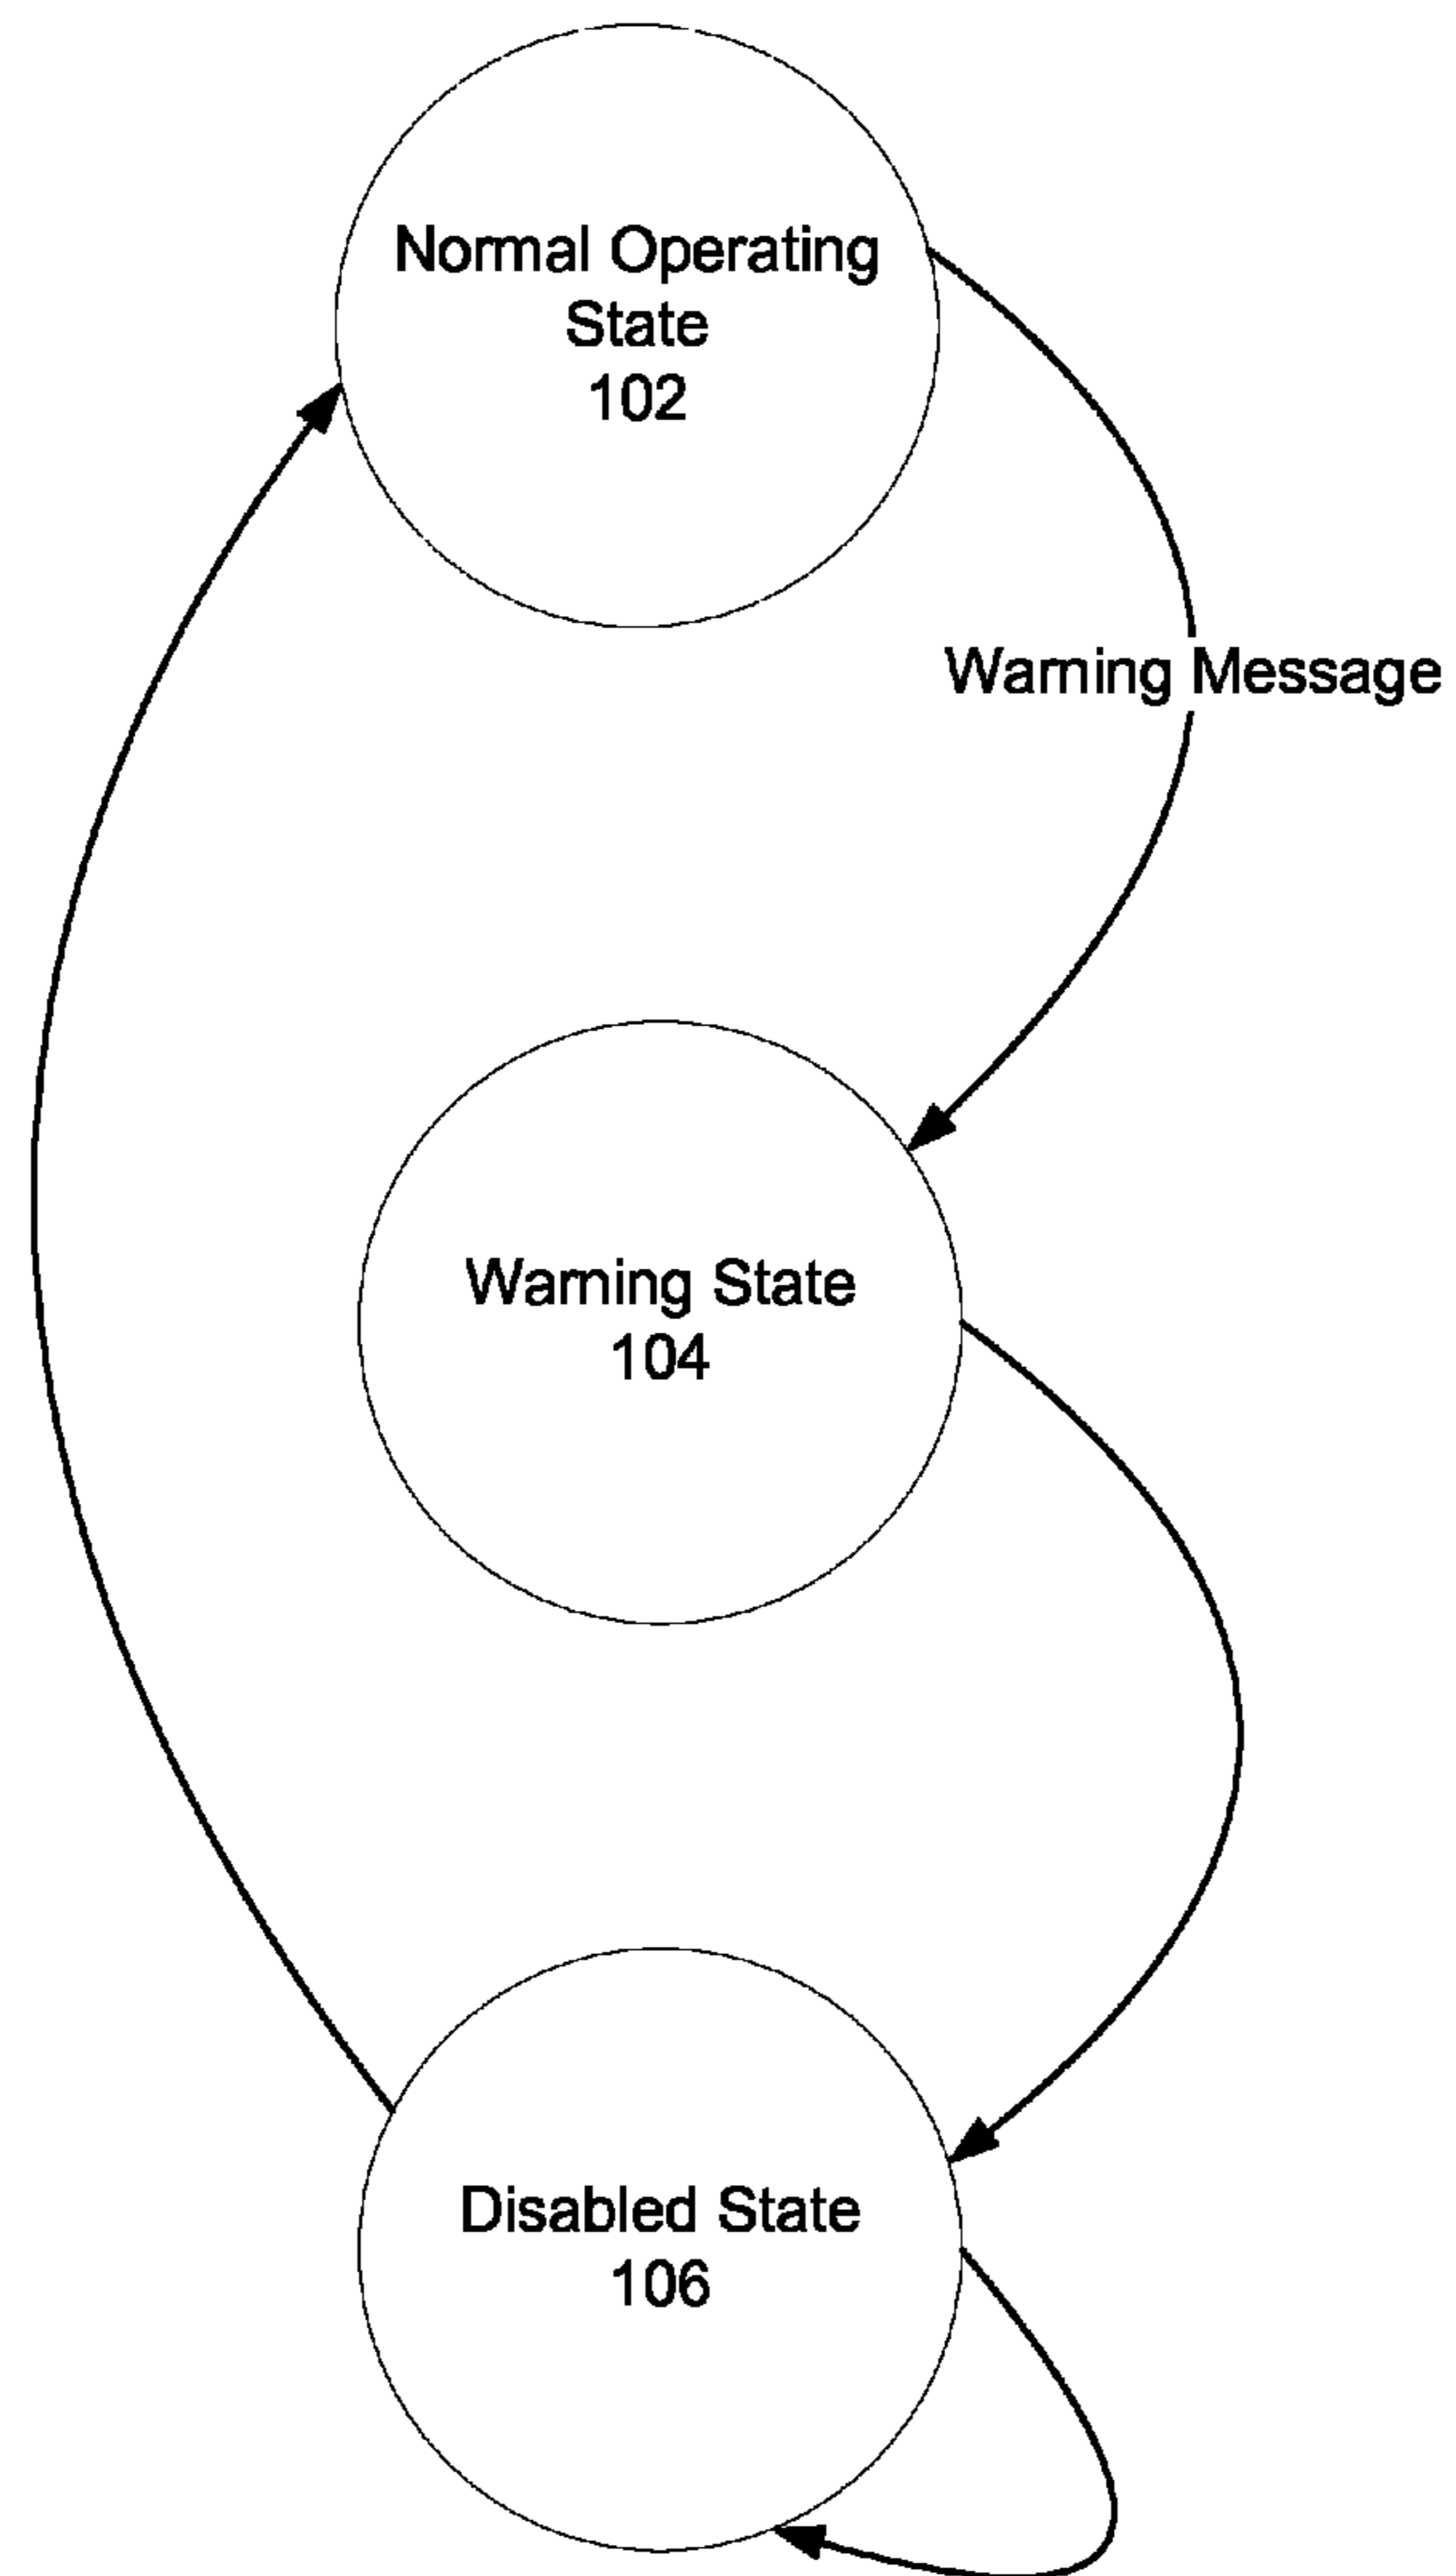 Normal Operating
State
102
Warning Message
Warning State
104
Disabled State
106